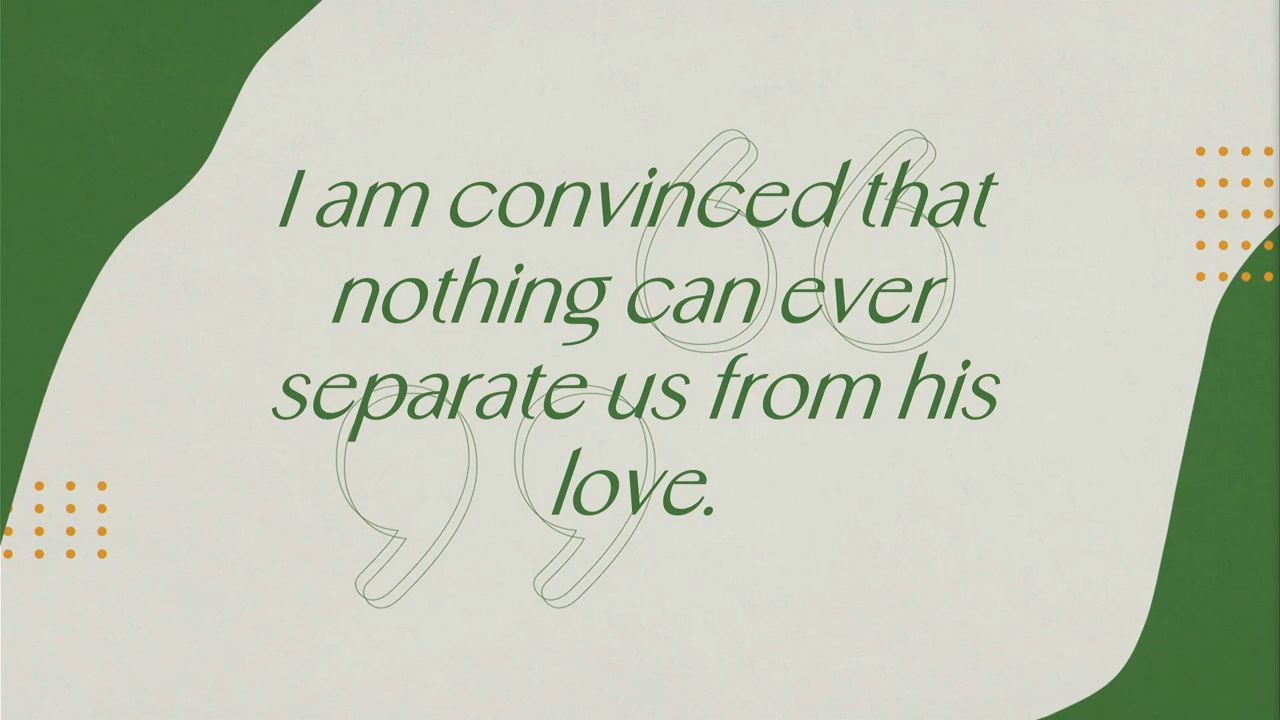 I am convinced that
nothing can ever
separate us from his
love.